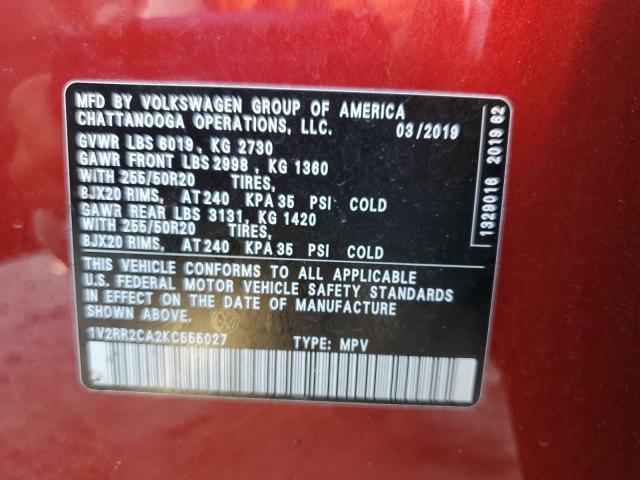 MFD BY VOLKSWAGEN GROUP OF AMERICA
CHATTANOOGA OPERATIONS, LLC. 03/2019
GVWR LBS 6019, KG 2730
GAWR FRONT LBS 2998, KG 1360
WITH 255/50R20 TIRES,
8JX20 RIMS, AT 240 KPA 35 PSI COLD
GAWR REAR LBS 3131, KG 1420
WITH 255/50R20 TIRES,
8JX20 RIMS, AT 240 KPA 35 PSI COLD
THIS VEHICLE CONFORMS TO ALL APPLICABLE
U.S. FEDERAL MOTOR VEHICLE SAFETY STANDARDS
IN EFFECT ON THE DATE OF MANUFACTURE
SHOWN ABOVE.
1V2RR2CA2KC555027 TYPE: MPV
1329016 2019 62